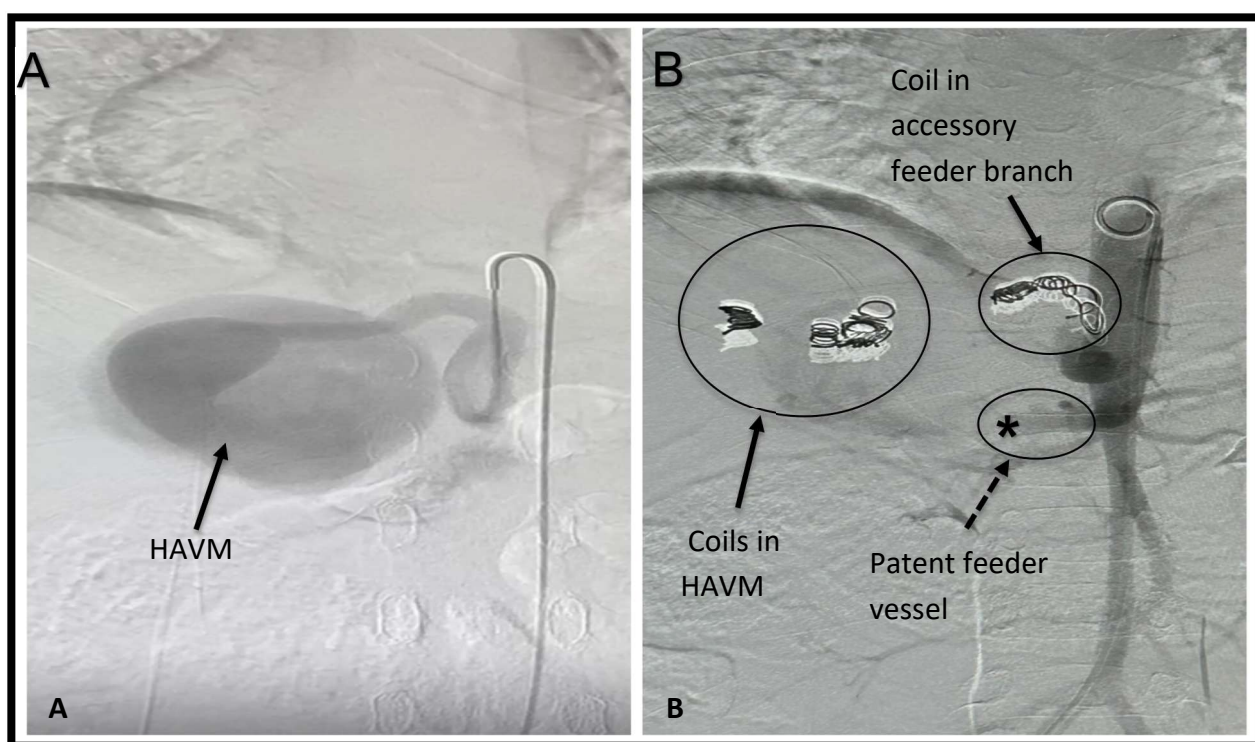 A
HAVM
A
B
Coil in
accessory
feeder branch
*
Coils in
HAVM
Patent feeder
vessel
B